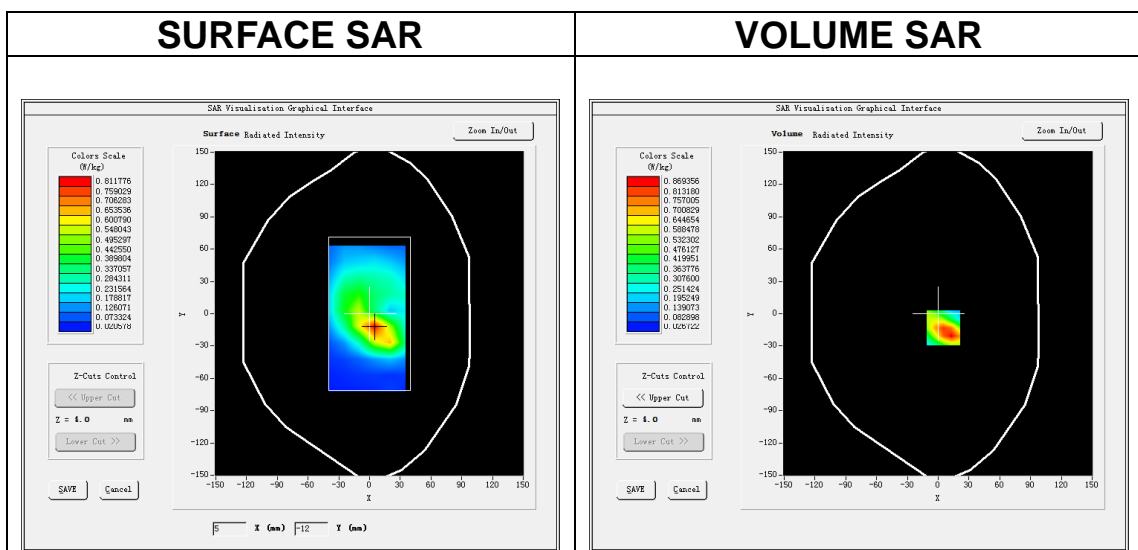 SURFACE SAR
VOLUME SAR
SAR Visualisation Graphical Interface
Surface Radiated Intensity
Zoom In/Out
Colors Scale
(W/kg)
0.811776
0.759029
0.706283
0.653536
0.600790
0.548043
0.495297
0.442550
0.389804
0.337057
0.284311
0.231564
0.178817
0.126071
0.073324
0.020578
Z-Cuts Control
<< Upper Cut
Z = 4.0 mm
Lower Cut >>
SAVE
Cancel
150
120
90
60
30
0
-30
-60
-90
-120
-150
Y
-150 -120 -90 -60 -30 0 30 60 90 120 150
X
5 X (mm) -12 Y (mm)
SAR Visualisation Graphical Interface
Volume Radiated Intensity
Zoom In/Out
Colors Scale
(W/kg)
0.869356
0.813180
0.757005
0.700829
0.644654
0.588478
0.532302
0.476127
0.419951
0.363776
0.307600
0.251424
0.195249
0.139073
0.082898
0.026722
Z-Cuts Control
<< Upper Cut
Z = 4.0 mm
Lower Cut >>
SAVE
Cancel
150
120
90
60
30
0
-30
-60
-90
-120
-150
Y
-150 -120 -90 -60 -30 0 30 60 90 120 150
X